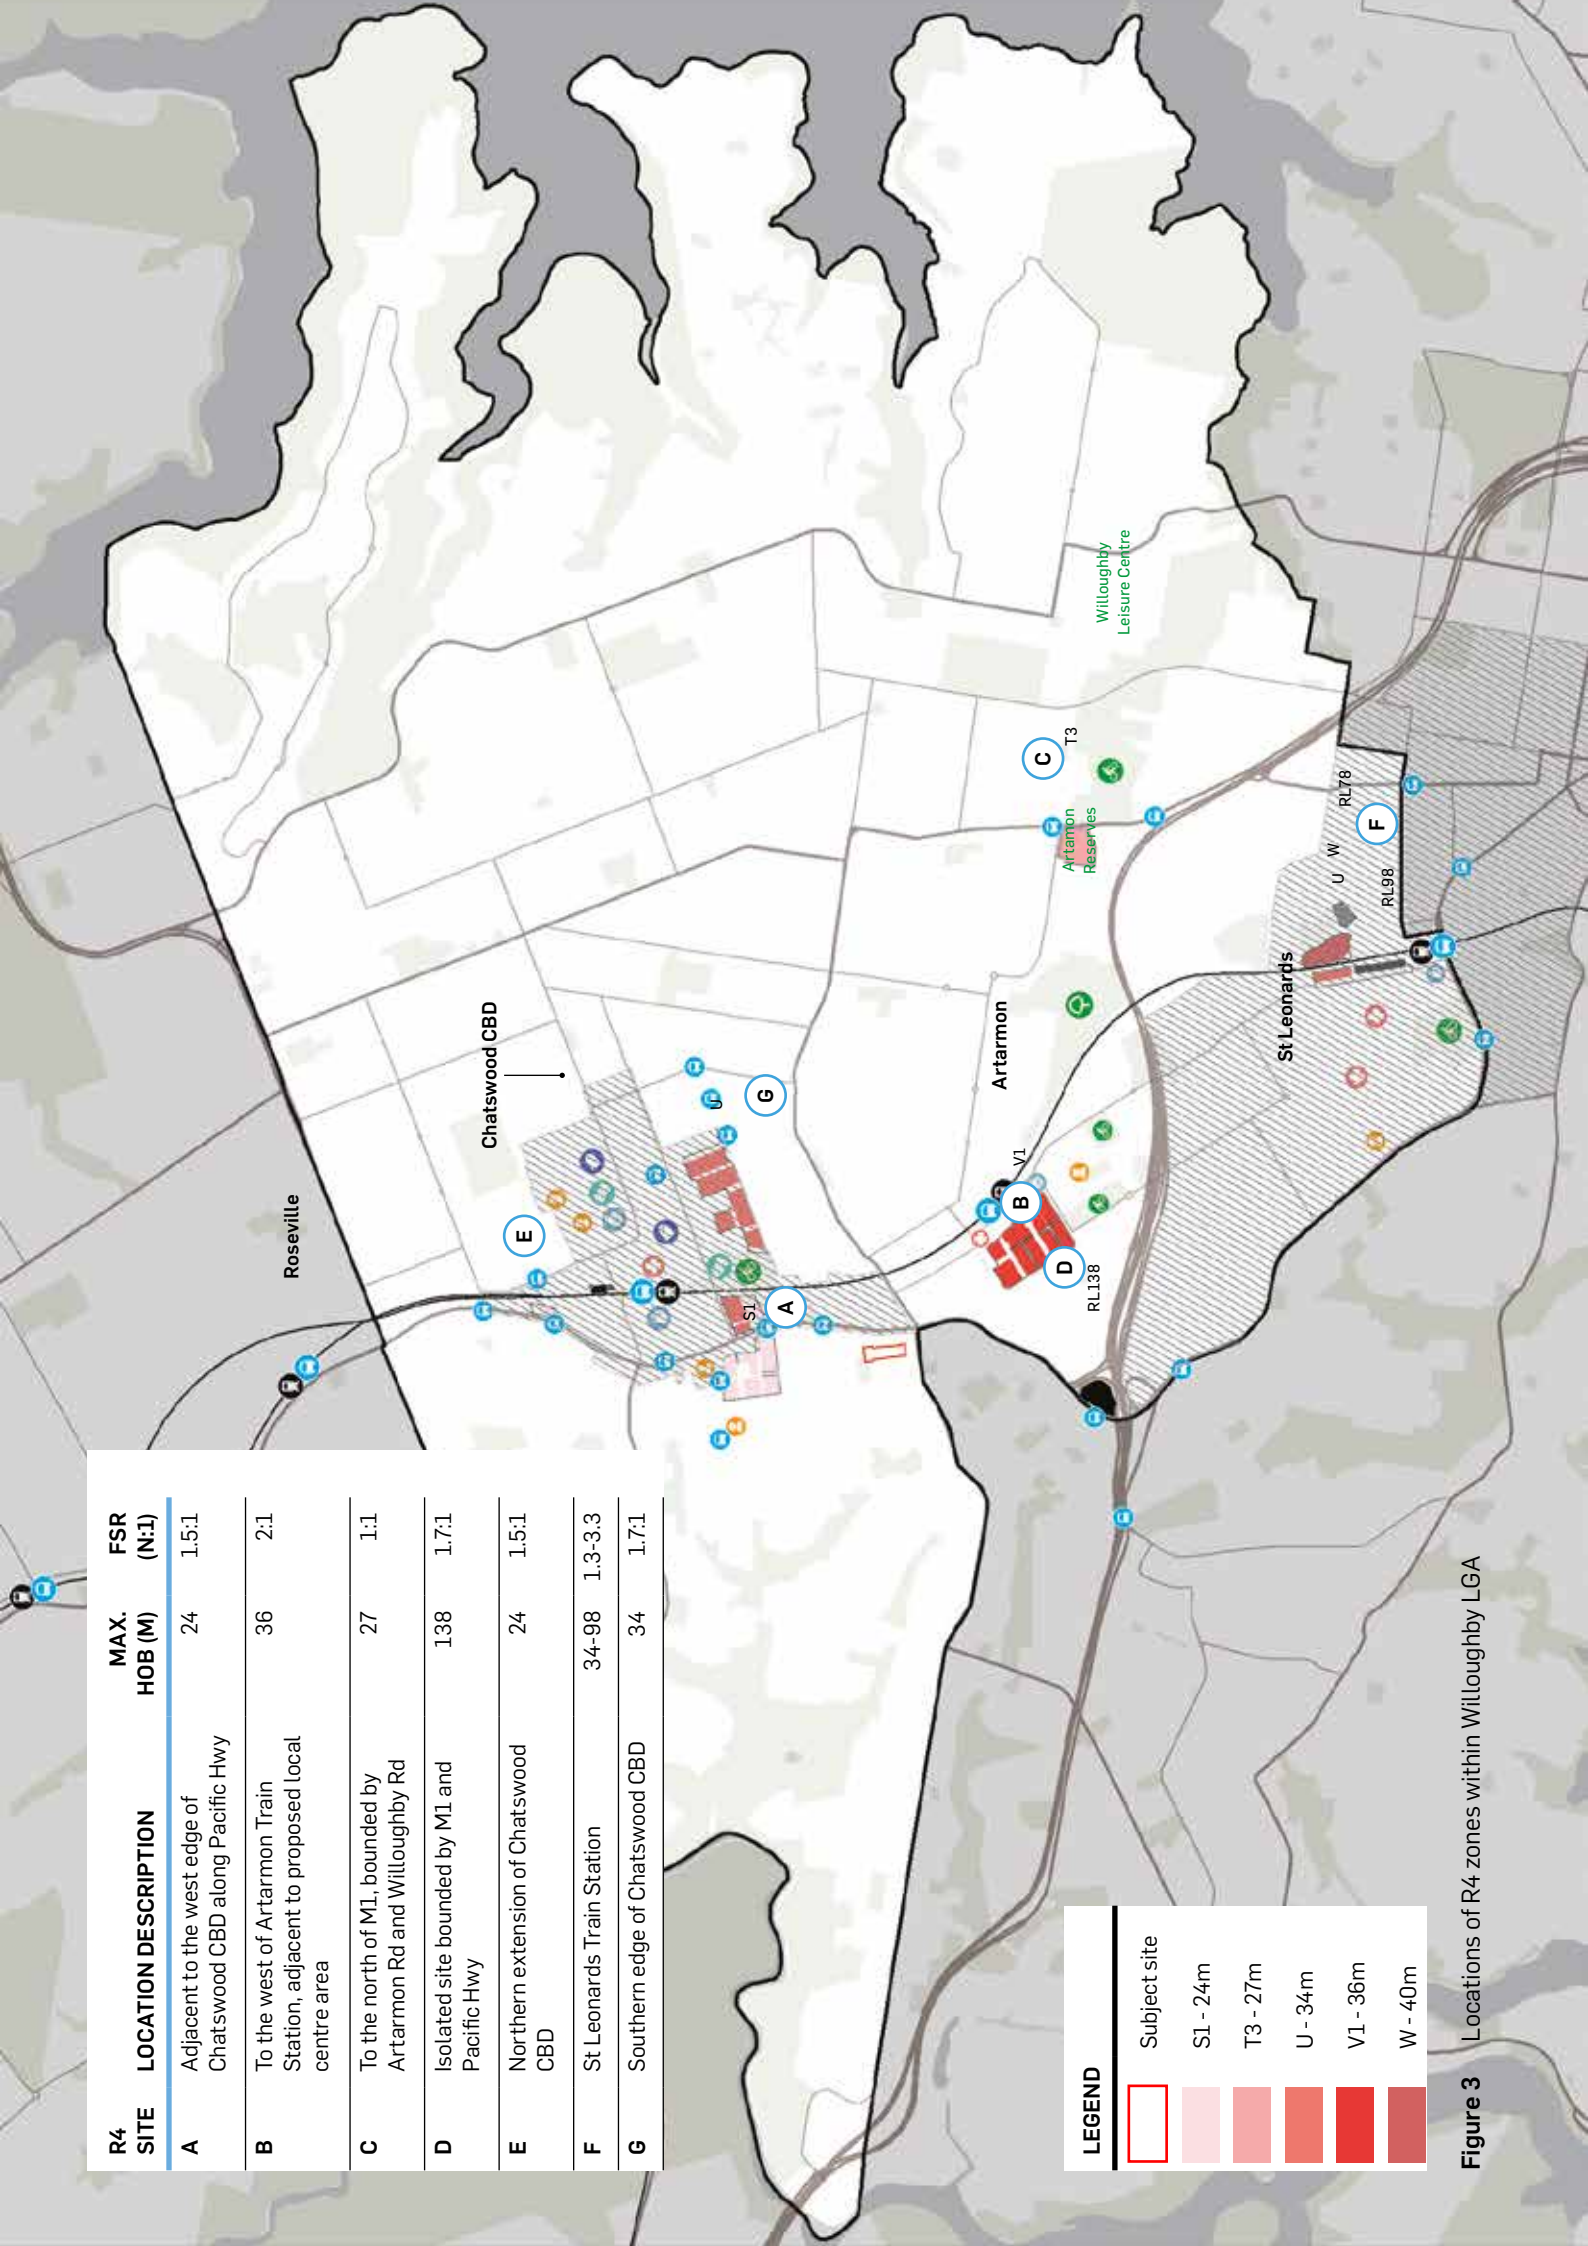 R4
SITE LOCATION DESCRIPTION MAX.
HOB (M) FSR
(N:1)
A Adjacent to the west edge of
Chatswood CBD along Pacific Hwy 24 1.5:1
B To the west of Artarmon Train
Station, adjacent to proposed local
centre area 36 2:1
C To the north of M1, bounded by
Artarmon Rd and Willoughby Rd 27 1:1
D Isolated site bounded by M1 and
Pacific Hwy 138 1.7:1
E Northern extension of Chatswood
CBD 24 1.5:1
F St Leonards Train Station 34-98 1.3-3.3
G Southern edge of Chatswood CBD 34 1.7:1
Roseville
Chatswood CBD
E
U
G
S1
A
Artarmon
V1
B
D
RL138
C
T3
Artamon
Reserves
Willoughby
Leisure Centre
St Leonards
U W
RL78
F
RL98
LEGEND
Subject site
S1 - 24m
T3 - 27m
U - 34m
V1 - 36m
W - 40m
Figure 3 Locations of R4 zones within Willoughby LGA